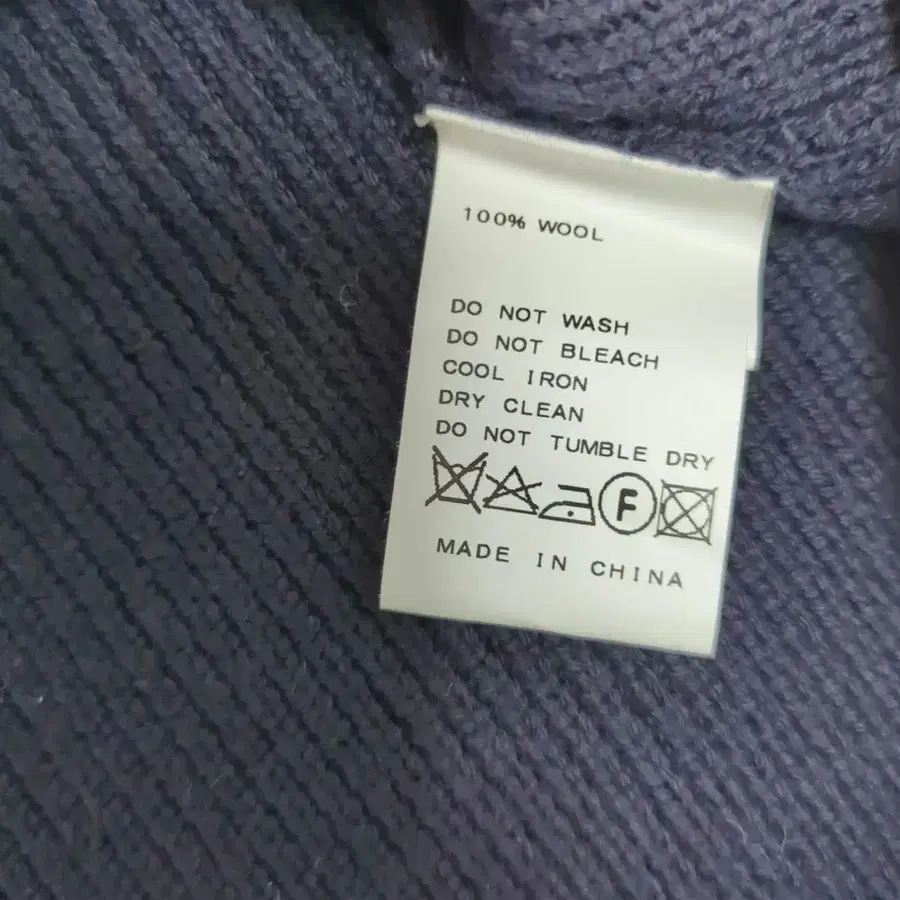 100% WOOL
DO NOT WASH
DO NOT BLEACH
COOL IRON
DRY CLEAN
DO NOT TUMBLE DRY
F
MADE IN CHINA